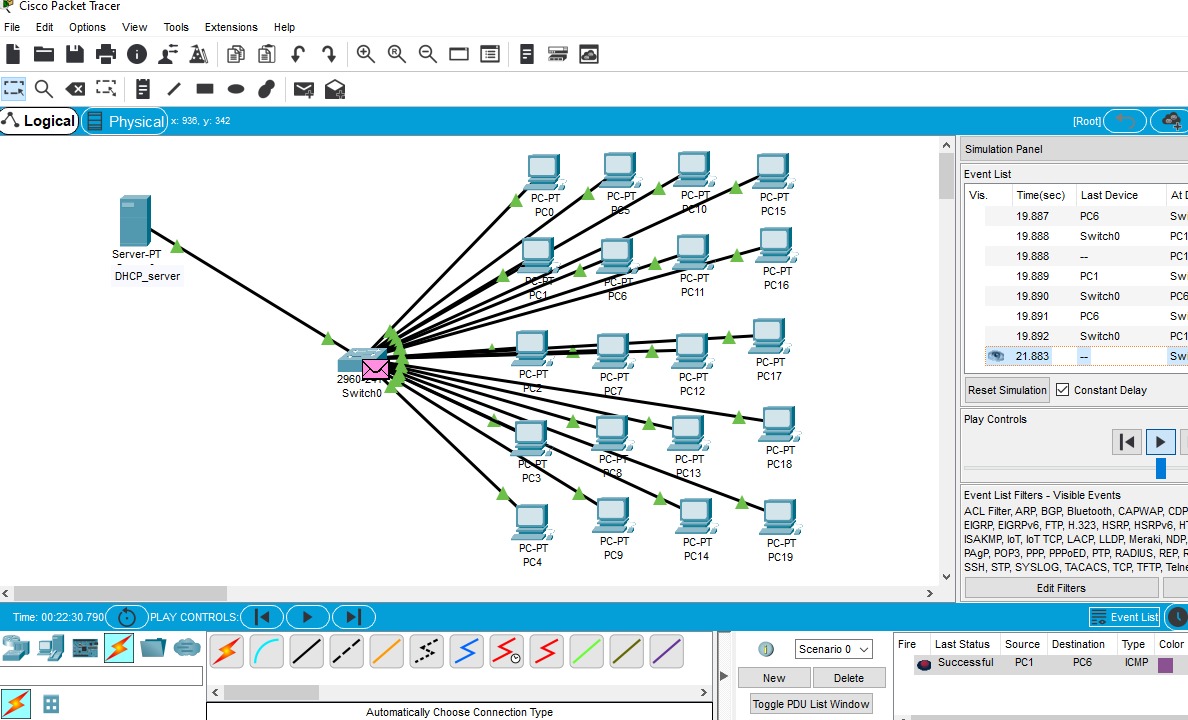 Cisco Packet Tracer
File Edit Options View Tools Extensions Help
Logical Physical x: 936, y: 342 [Root]
Simulation Panel
Event List
Vis. Time(sec) Last Device At D
19.887 PC6 Swi
19.888 Switch0 PC1
19.888 -- PC1
19.889 PC1 Swi
19.890 Switch0 PC6
19.891 PC6 Swi
19.892 Switch0 PC1
21.883 -- Swi
Reset Simulation Constant Delay
Play Controls
Event List Filters - Visible Events
ACL Filter, ARP, BGP, Bluetooth, CAPWAP, CDP
EIGRP, EIGRPv6, FTP, H.323, HSRP, HSRPv6, HT
ISAKMP, IoT, IoT TCP, LACP, LLDP, Meraki, NDP,
PAgP, POP3, PPP, PPPoED, PTP, RADIUS, REP, R
SSH, STP, SYSLOG, TACACS, TCP, TFTP, Telne
Edit Filters
PC-PT
PC0
PC-PT
PC5
PC-PT
PC10
PC-PT
PC15
Server-PT
DHCP_server
PC-PT
PC1
PC-PT
PC6
PC-PT
PC11
PC-PT
PC16
Switch0
PC-PT
PC2
PC-PT
PC7
PC-PT
PC12
PC-PT
PC17
PC-PT
PC3
PC-PT
PC8
PC-PT
PC13
PC-PT
PC18
PC-PT
PC4
PC-PT
PC9
PC-PT
PC14
PC-PT
PC19
Time: 00:22:30.790 PLAY CONTROLS: Event List
Automatically Choose Connection Type
Scenario 0
New Delete
Toggle PDU List Window
Fire Last Status Source Destination Type Color
Successful PC1 PC6 ICMP